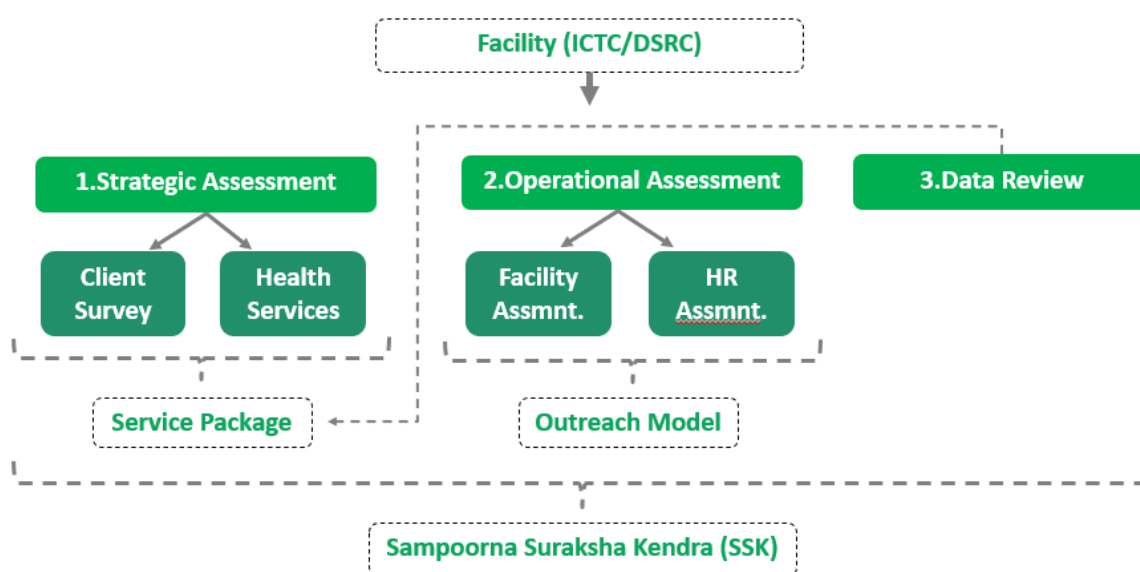 Facility (ICTC/DSRC)
1.Strategic Assessment
2.Operational Assessment
3.Data Review
Client
Survey
Health
Services
Facility
Assmnt.
HR
Assmnt.
Service Package
Outreach Model
Sampoorna Suraksha Kendra (SSK)